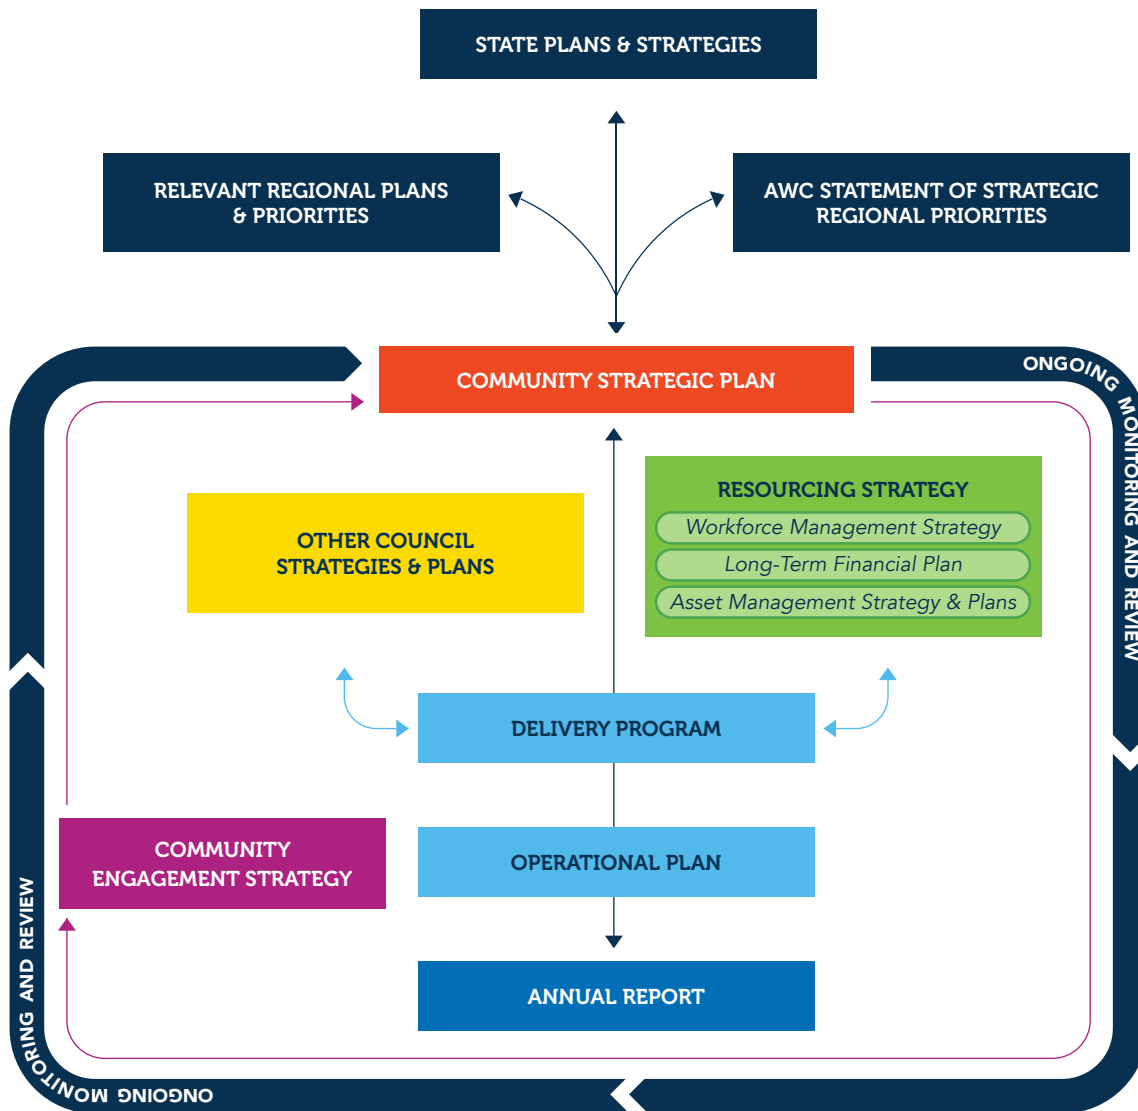 STATE PLANS & STRATEGIES
RELEVANT REGIONAL PLANS
& PRIORITIES
AWC STATEMENT OF STRATEGIC
REGIONAL PRIORITIES
COMMUNITY STRATEGIC PLAN
ONGOING MONITORING AND REVIEW
OTHER COUNCIL
STRATEGIES & PLANS
RESOURCING STRATEGY
Workforce Management Strategy
Long-Term Financial Plan
Asset Management Strategy & Plans
DELIVERY PROGRAM
COMMUNITY
ENGAGEMENT STRATEGY
OPERATIONAL PLAN
ANNUAL REPORT
ONGOING MONITORING AND REVIEW